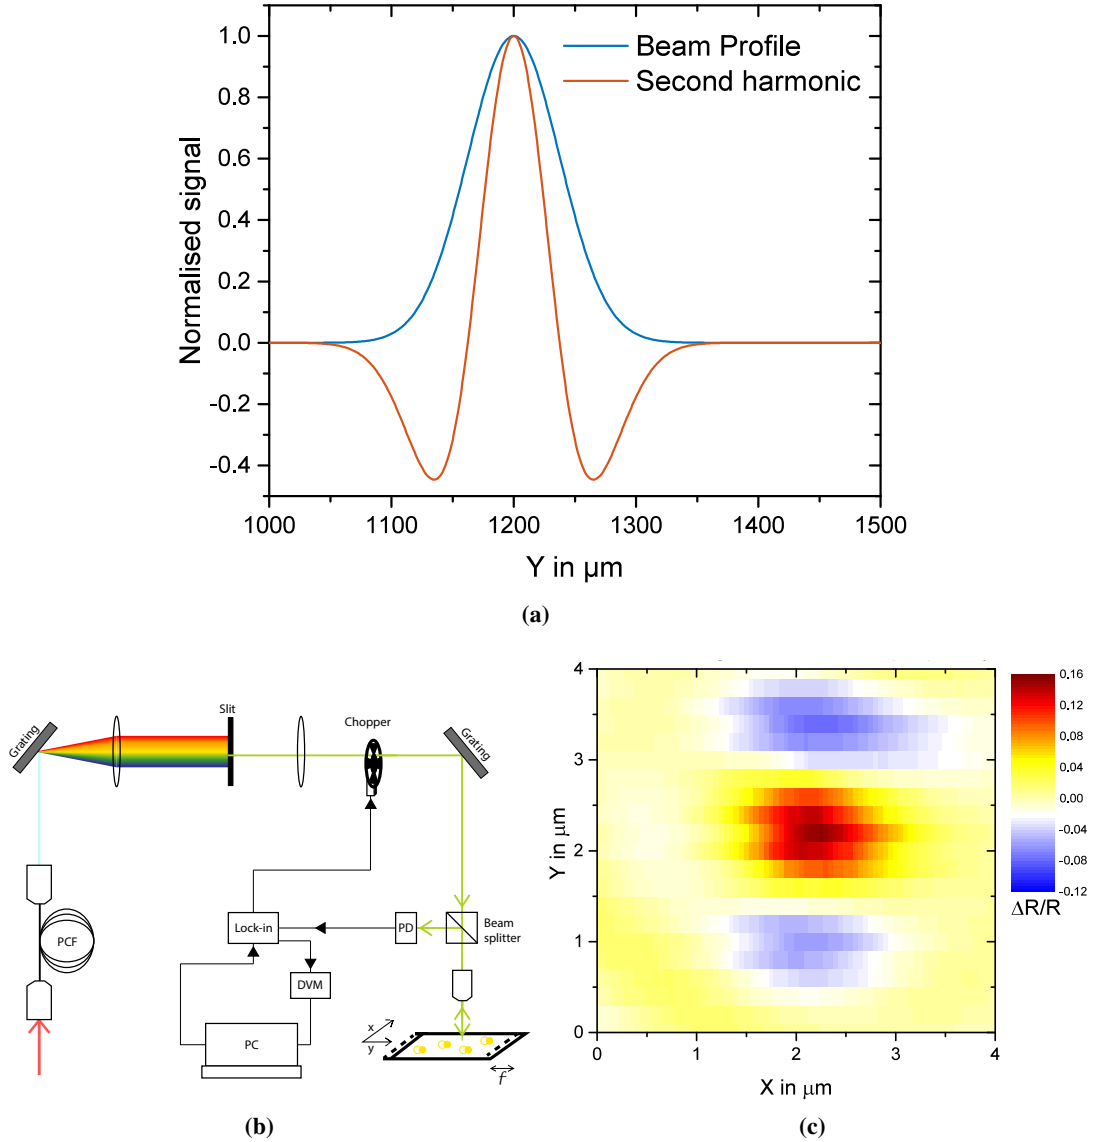 1.0
0.8
0.6
0.4
0.2
0.0
-0.2
-0.4
Normalised signal
Beam Profile
Second harmonic
1000 1100 1200 1300 1400 1500
Y in µm
(a)
Grating
Slit
Chopper
Grating
PCF
Lock-in
PD
Beam
splitter
DVM
PC
x
y
f
(b)
4
3
2
1
0
Y in µm
0 1 2 3 4
X in µm
0.16
0.12
0.08
0.04
0.00
-0.04
-0.08
-0.12
ΔR/R
(c)